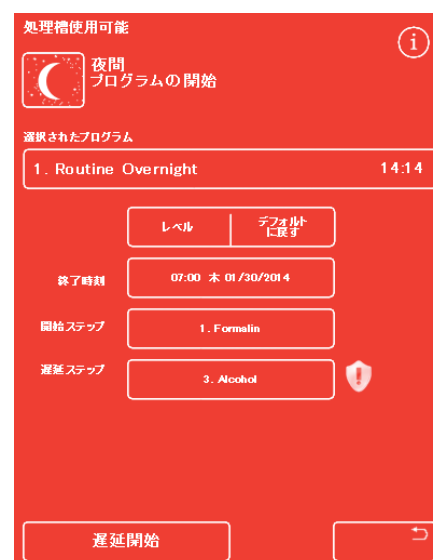 処理槽使用可能
夜間
プログラムの開始
選択されたプログラム
1. Routine Overnight 14:14
レベル
デフォルト
に戻す
終了時刻 07:00 木 01/30/2014
開始ステップ 1. Formalin
遅延ステップ 3. Alcohol
遅延開始